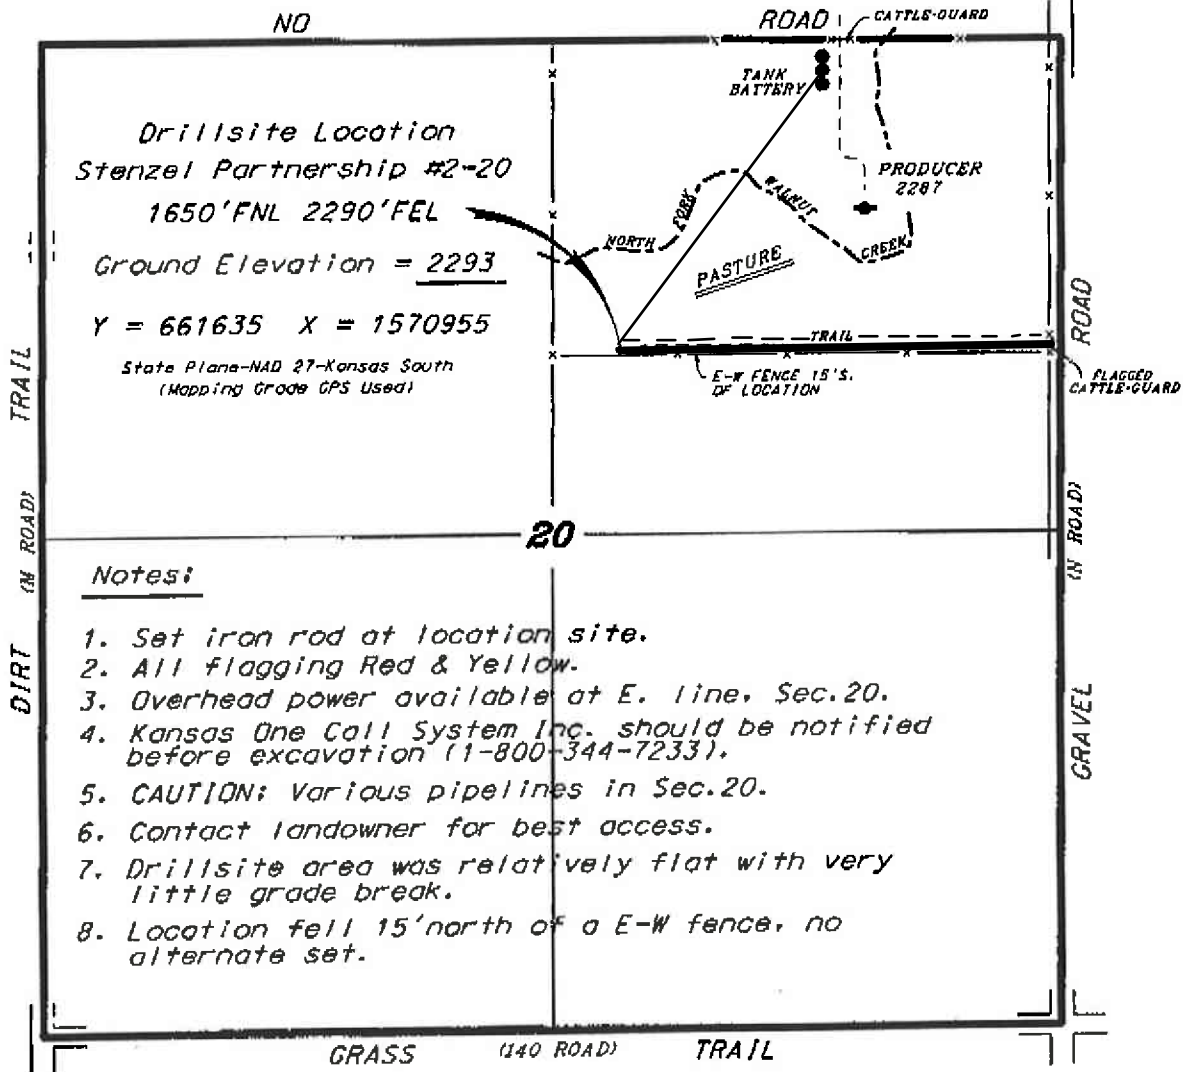 NO ROAD
CATTLE-GUARD
TANK
BATTERY
Drillsite Location
Stenzel Partnership #2-20
1650'FNL 2290'FEL
Ground Elevation = 2293
Y = 661635 X = 1570955
State Plane-NAD 27-Kansas South
(Mapping Grade GPS Used)
PRODUCER
2287
NORTH FORK WALNUT CREEK
PASTURE
TRAIL
E-W FENCE 15'S.
OF LOCATION
FLAGGED
CATTLE-GUARD
DIRT (M ROAD) TRAIL
GRAVEL (N ROAD) ROAD
20
Notes:
1. Set iron rod at location site.
2. All flagging Red & Yellow.
3. Overhead power available at E. line, Sec.20.
4. Kansas One Call System Inc. should be notified
before excavation (1-800-344-7233).
5. CAUTION: Various pipelines in Sec.20.
6. Contact landowner for best access.
7. Drillsite area was relatively flat with very
little grade break.
8. Location fell 15'north of a E-W fence, no
alternate set.
GRASS (140 ROAD) TRAIL